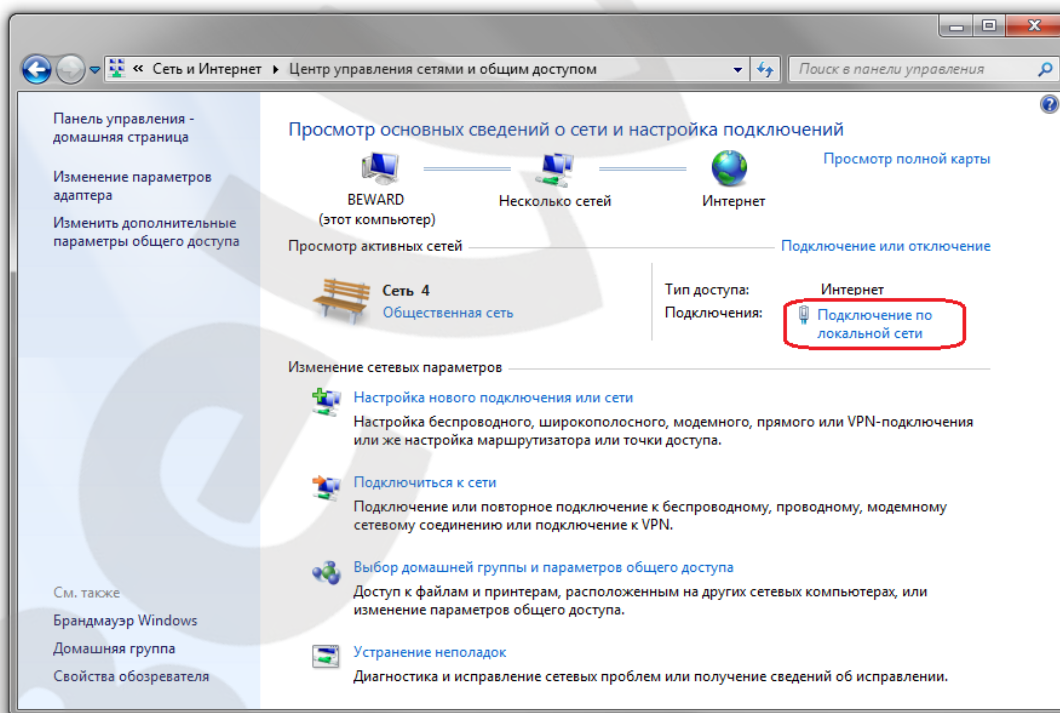 « Сеть и Интернет ▸ Центр управления сетями и общим доступом
Поиск в панели управления
Панель управления -
домашняя страница
Изменение параметров
адаптера
Изменить дополнительные
параметры общего доступа
См. также
Брандмауэр Windows
Домашняя группа
Свойства обозревателя
Просмотр основных сведений о сети и настройка подключений
Просмотр полной карты
BEWARD
(этот компьютер)
Несколько сетей
Интернет
Просмотр активных сетей
Подключение или отключение
Сеть 4
Общественная сеть
Тип доступа: Интернет
Подключения: Подключение по
локальной сети
Изменение сетевых параметров
Настройка нового подключения или сети
Настройка беспроводного, широкополосного, модемного, прямого или VPN-подключения
или же настройка маршрутизатора или точки доступа.
Подключиться к сети
Подключение или повторное подключение к беспроводному, проводному, модемному
сетевому соединению или подключение к VPN.
Выбор домашней группы и параметров общего доступа
Доступ к файлам и принтерам, расположенным на других сетевых компьютерах, или
изменение параметров общего доступа.
Устранение неполадок
Диагностика и исправление сетевых проблем или получение сведений об исправлении.